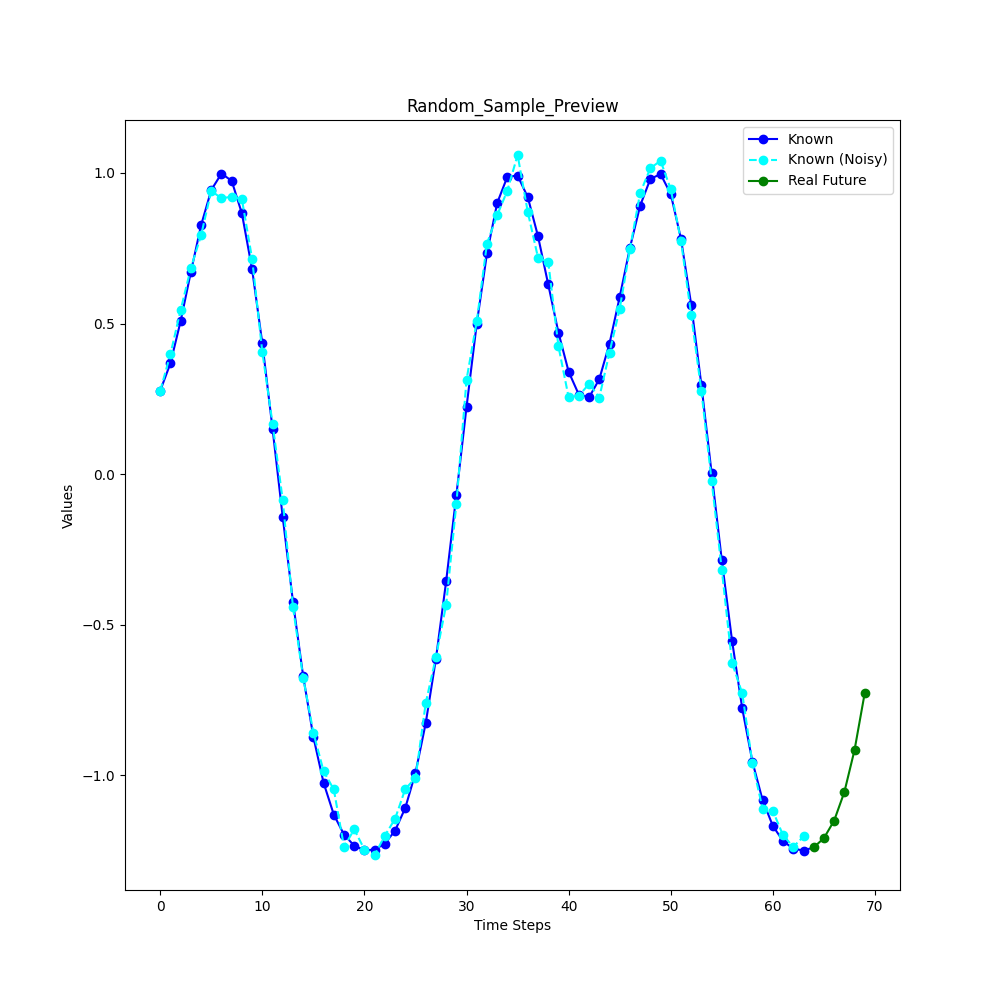 Random_Sample_Preview
Known
Known (Noisy)
Real Future
1.0
0.5
0.0
−0.5
−1.0
Values
0 10 20 30 40 50 60 70
Time Steps